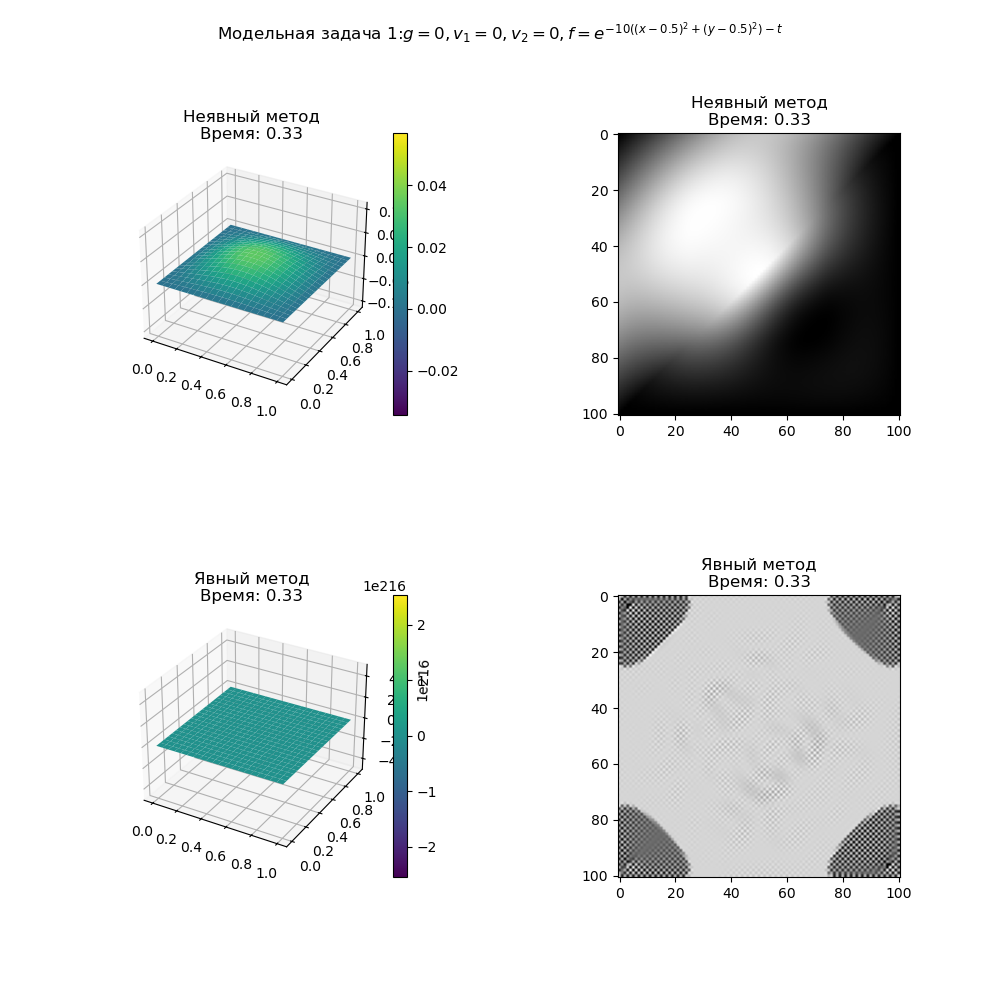 Модельная задача 1:g = 0, v₁ = 0, v₂ = 0, f = e^{−10((x−0.5)²+(y−0.5)²)−t}
Неявный метод
Время: 0.33
0.04
0.02
0.00
−0.02
0.0 0.2 0.4 0.6 0.8 1.0
0.0 0.2 0.4 0.6 0.8 1.0
Неявный метод
Время: 0.33
0
20
40
60
80
100
0 20 40 60 80 100
Явный метод
Время: 0.33
1e216
2
1
0
−1
−2
1e216
0.0 0.2 0.4 0.6 0.8 1.0
0.0 0.2 0.4 0.6 0.8 1.0
Явный метод
Время: 0.33
0
20
40
60
80
100
0 20 40 60 80 100